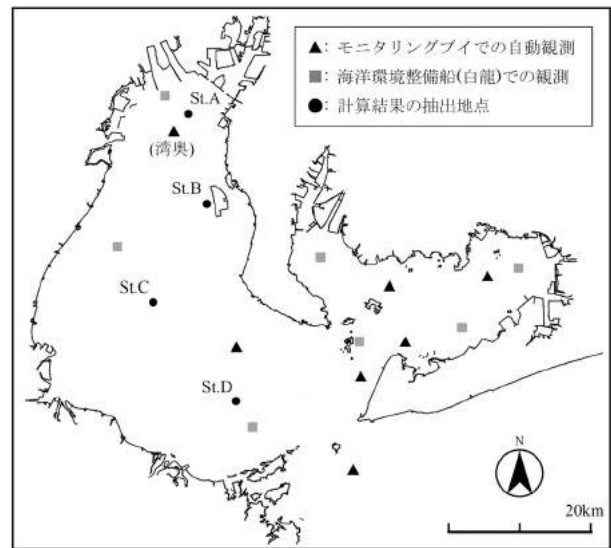 ▲: モニタリングブイでの自動観測
■: 海洋環境整備船(白龍)での観測
●: 計算結果の抽出地点
St.A
(湾奥)
St.B
St.C
St.D
N
20km